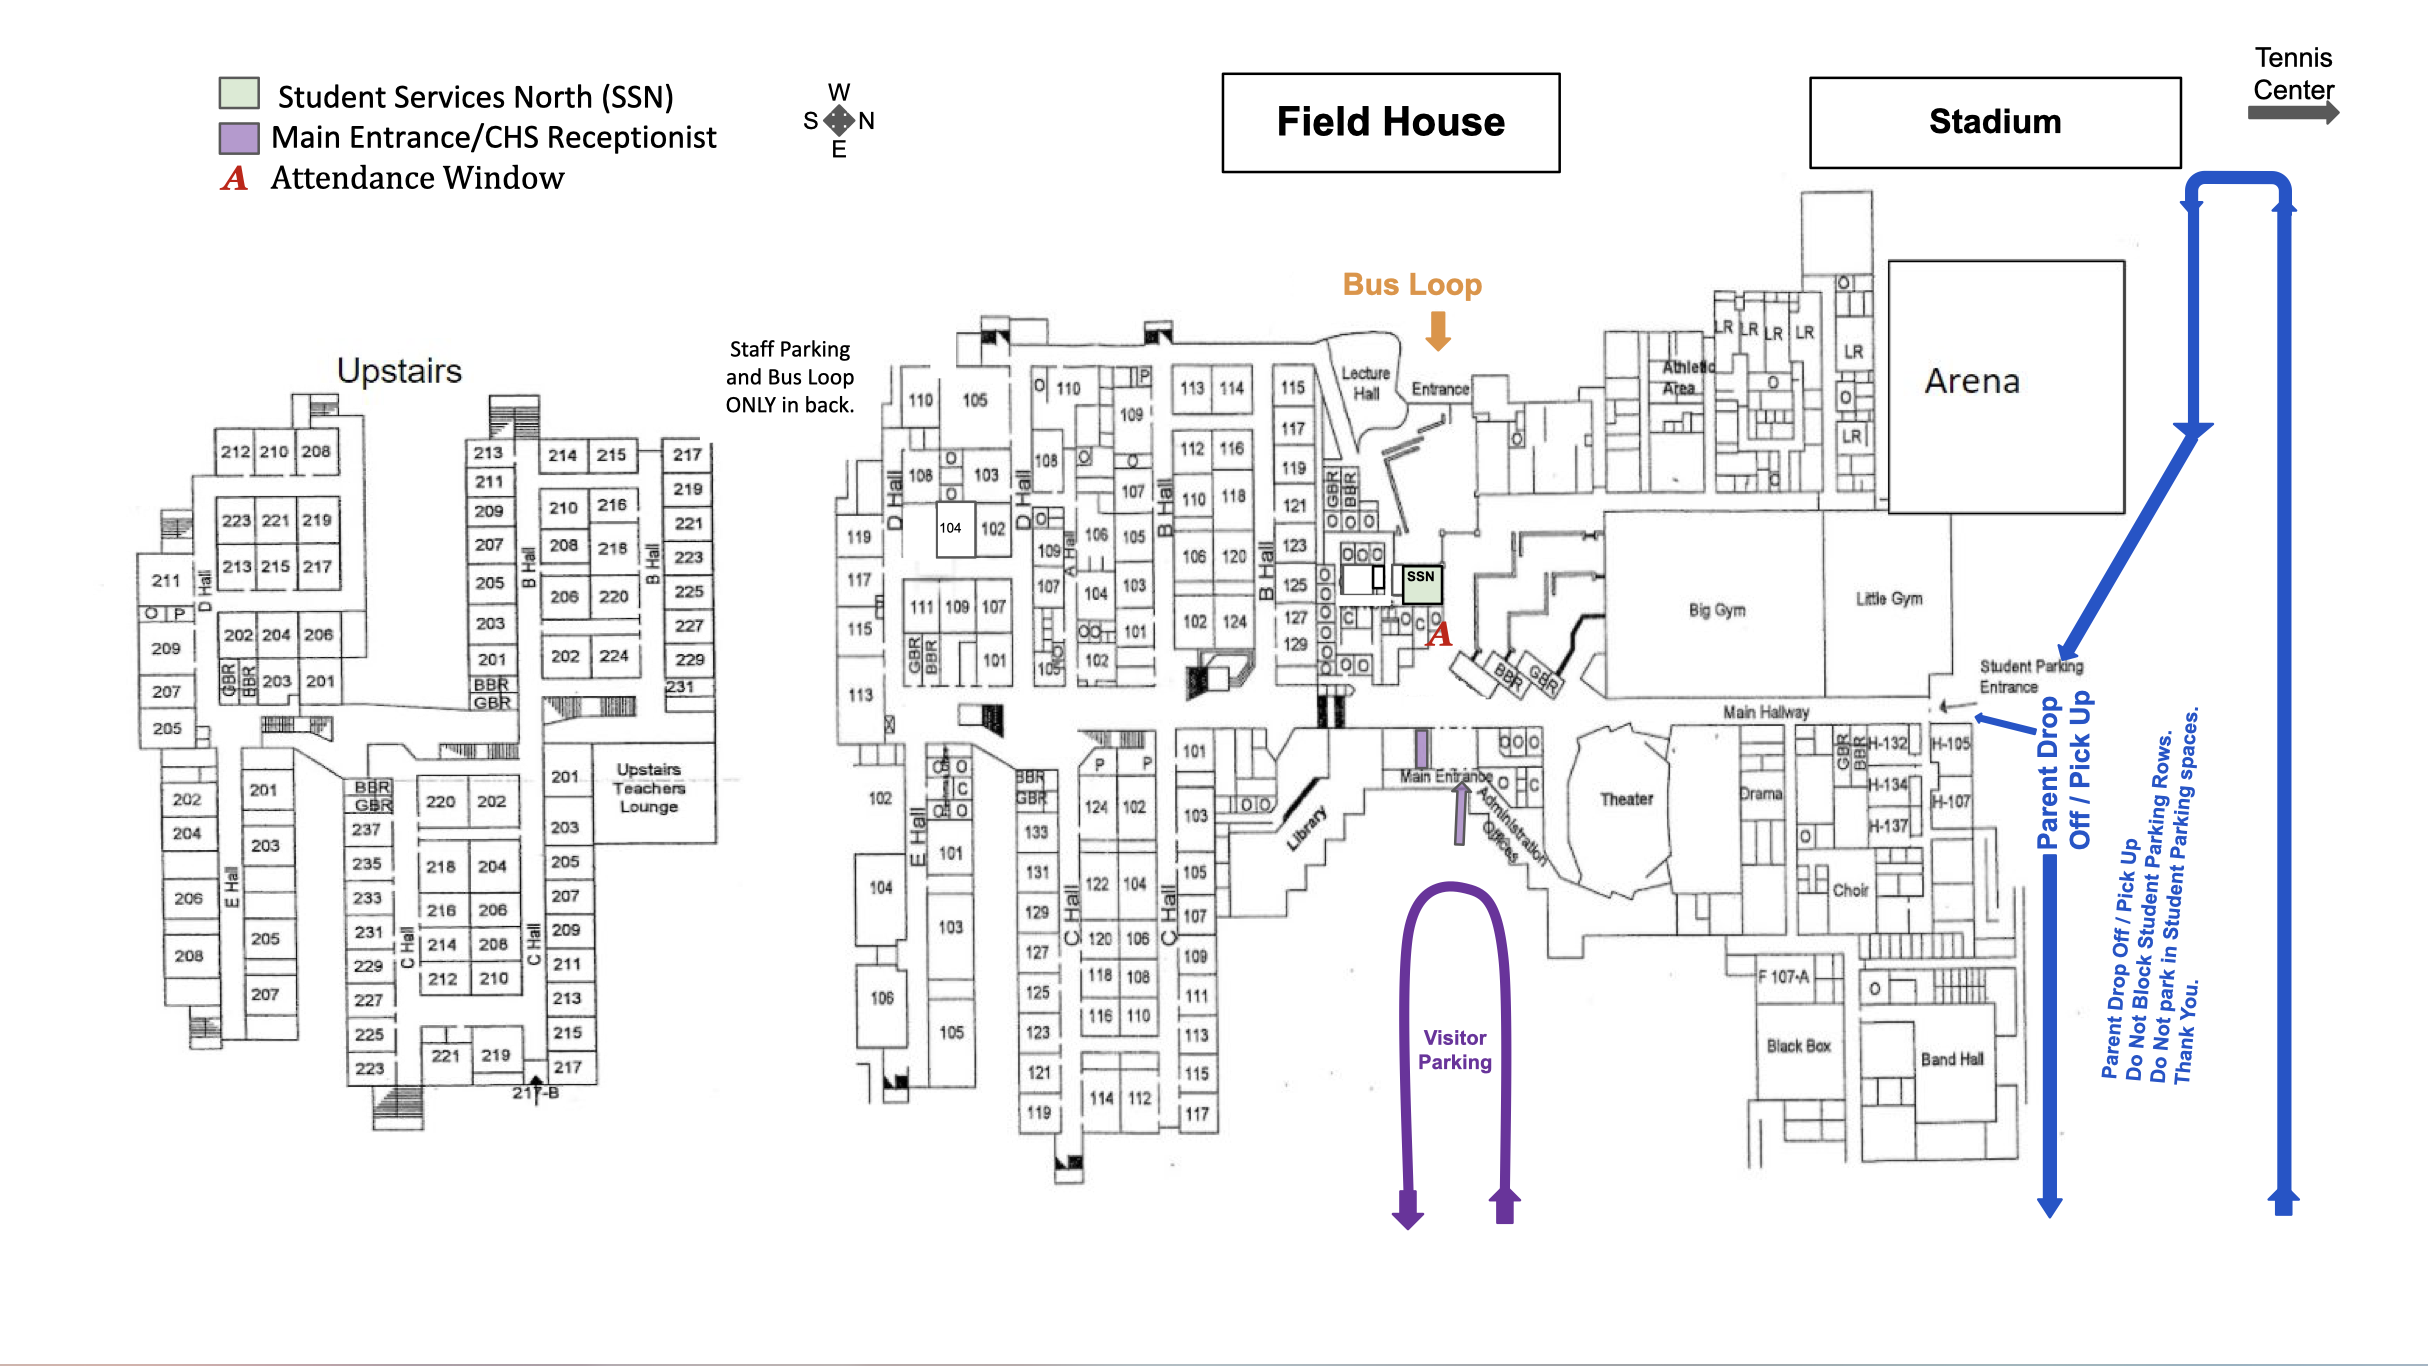 Student Services North (SSN)
Main Entrance/CHS Receptionist
A Attendance Window
W
S N
E
Field House
Stadium
Tennis
Center
Bus Loop
Staff Parking
and Bus Loop
ONLY in back.
Upstairs
212 210 208
223 221 219
213 215 217
211
D Hall
O P
209
202 204 206
GBR BBR 203 201
207
205
202
204
206
208
E Hall
201
203
205
207
213
211
209
207
205
203
201
BBR
GBR
B Hall
214 215
210 216
208 218
206 220
202 224
B Hall
217
219
221
223
225
227
229
231
BBR
GBR
237
235
233
231
229
227
225
223
C Hall
220 202
218 204
216 206
214 208
212 210
221 219
C Hall
201
203
205
207
209
211
213
215
217
217-B
Upstairs
Teachers
Lounge
110 105
108 O 103
O
D Hall
104 102
D Hall
119
117
115
113
111 109 107
GBR BBR 101
O 110 P
109
108 O O
107
O 106 105
109 A Hall
107 104 103
OO 101
105 102
B Hall
113 114
112 116
110 118
106 120
102 124
B Hall
115
117
119
121
123
125
127
129
Lecture
Hall
Entrance
GBR BBR
O O O
O O O
SSN
O
O
O
O
O
O
C O C O
A
O O
BBR GBR
Athletic
Area
LR LR LR LR
O
O
O
LR
O
LR
O
Arena
Big Gym
Little Gym
Student Parking
Entrance
Main Hallway
102
104
106
E Hall
O O
C
O O
101
103
105
BBR
GBR
133
131
129
127
125
123
121
119
C Hall
P P
124 102
122 104
120 106
118 108
116 110
114 112
C Hall
101
103
105
107
109
111
113
115
117
O O
Library
Main Entrance
O O O
O C
Administration
Offices
Theater
Drama
GBR BBR
H-132
H-134
H-137
H-105
H-107
O
Choir
F 107-A
O
Black Box
Band Hall
Visitor
Parking
Parent Drop
Off / Pick Up
Parent Drop Off / Pick Up
Do Not Block Student Parking Rows.
Do Not park in Student Parking spaces.
Thank You.